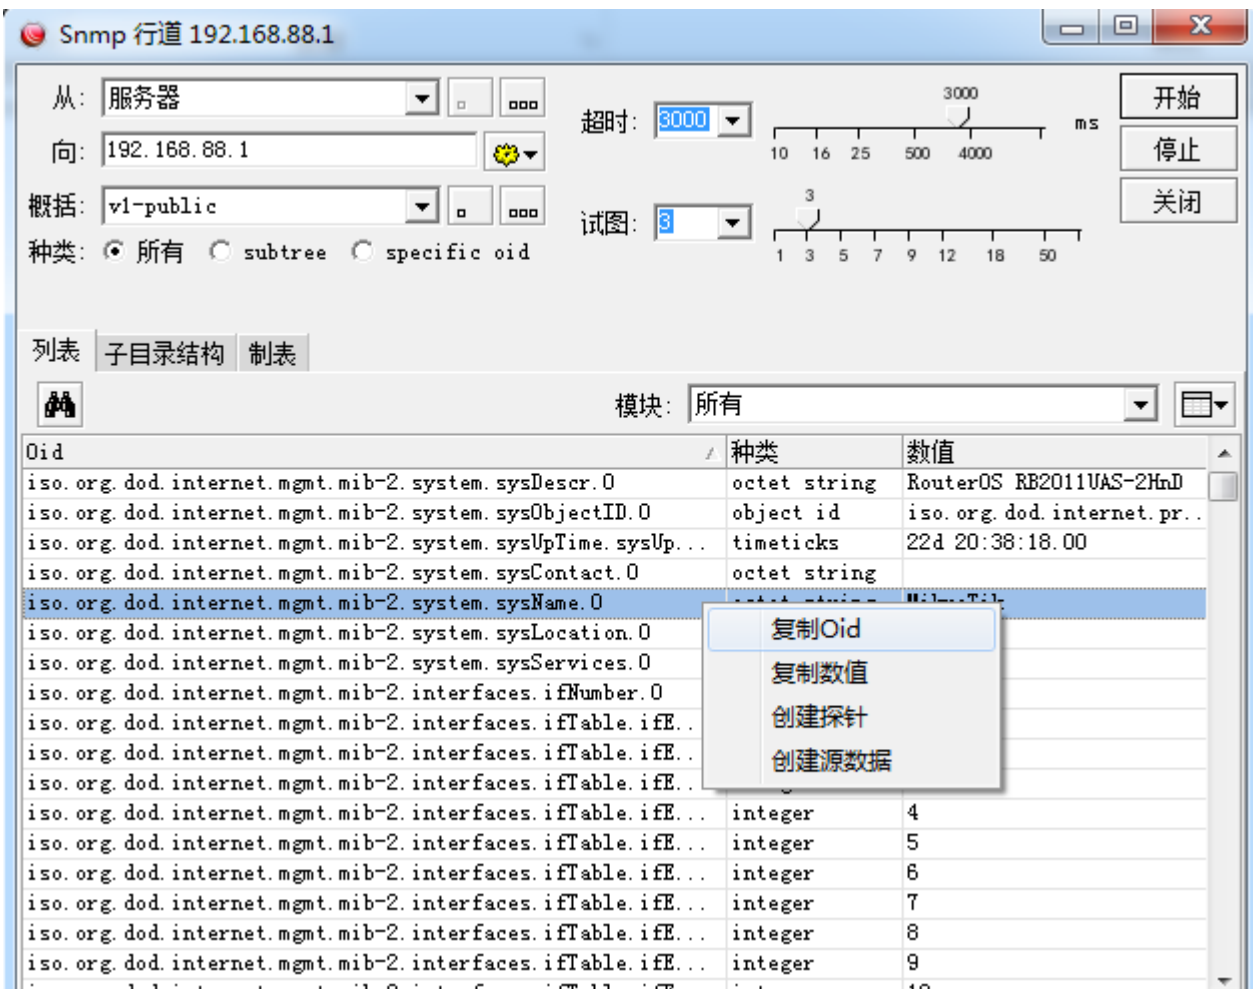 Snmp 行道 192.168.88.1
从: 服务器
超时: 3000
3000
ms
10 16 25 500 4000
开始
向: 192.168.88.1
停止
概括: v1-public
试图: 3
3
1 3 5 7 9 12 18 50
关闭
种类: 所有 subtree specific oid
列表 子目录结构 制表
模块: 所有
Oid 种类 数值
iso.org.dod.internet.mgmt.mib-2.system.sysDescr.0 octet string RouterOS RB2011UAS-2HnD
iso.org.dod.internet.mgmt.mib-2.system.sysObjectID.0 object id iso.org.dod.internet.pr...
iso.org.dod.internet.mgmt.mib-2.system.sysUpTime.sysUp... timeticks 22d 20:38:18.00
iso.org.dod.internet.mgmt.mib-2.system.sysContact.0 octet string
iso.org.dod.internet.mgmt.mib-2.system.sysName.0
iso.org.dod.internet.mgmt.mib-2.system.sysLocation.0
iso.org.dod.internet.mgmt.mib-2.system.sysServices.0
iso.org.dod.internet.mgmt.mib-2.interfaces.ifNumber.0
iso.org.dod.internet.mgmt.mib-2.interfaces.ifTable.ifE...
iso.org.dod.internet.mgmt.mib-2.interfaces.ifTable.ifE...
iso.org.dod.internet.mgmt.mib-2.interfaces.ifTable.ifE...
复制Oid
复制数值
创建探针
创建源数据
iso.org.dod.internet.mgmt.mib-2.interfaces.ifTable.ifE... integer 4
iso.org.dod.internet.mgmt.mib-2.interfaces.ifTable.ifE... integer 5
iso.org.dod.internet.mgmt.mib-2.interfaces.ifTable.ifE... integer 6
iso.org.dod.internet.mgmt.mib-2.interfaces.ifTable.ifE... integer 7
iso.org.dod.internet.mgmt.mib-2.interfaces.ifTable.ifE... integer 8
iso.org.dod.internet.mgmt.mib-2.interfaces.ifTable.ifE... integer 9